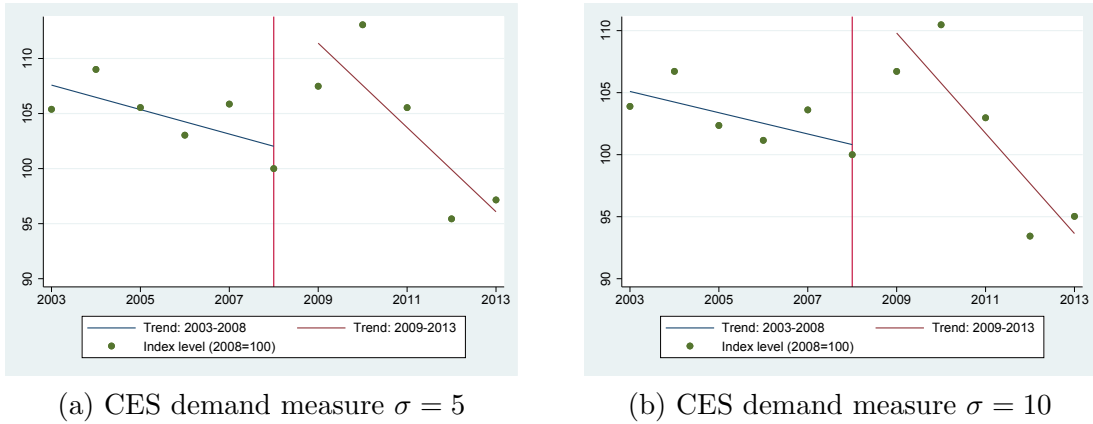 110
105
100
95
90
2003
2005
2007
2009
2011
2013
Trend: 2003-2008
Trend: 2009-2013
Index level (2008=100)
(a) CES demand measure σ = 5
110
105
100
95
90
2003
2005
2007
2009
2011
2013
Trend: 2003-2008
Trend: 2009-2013
Index level (2008=100)
(b) CES demand measure σ = 10